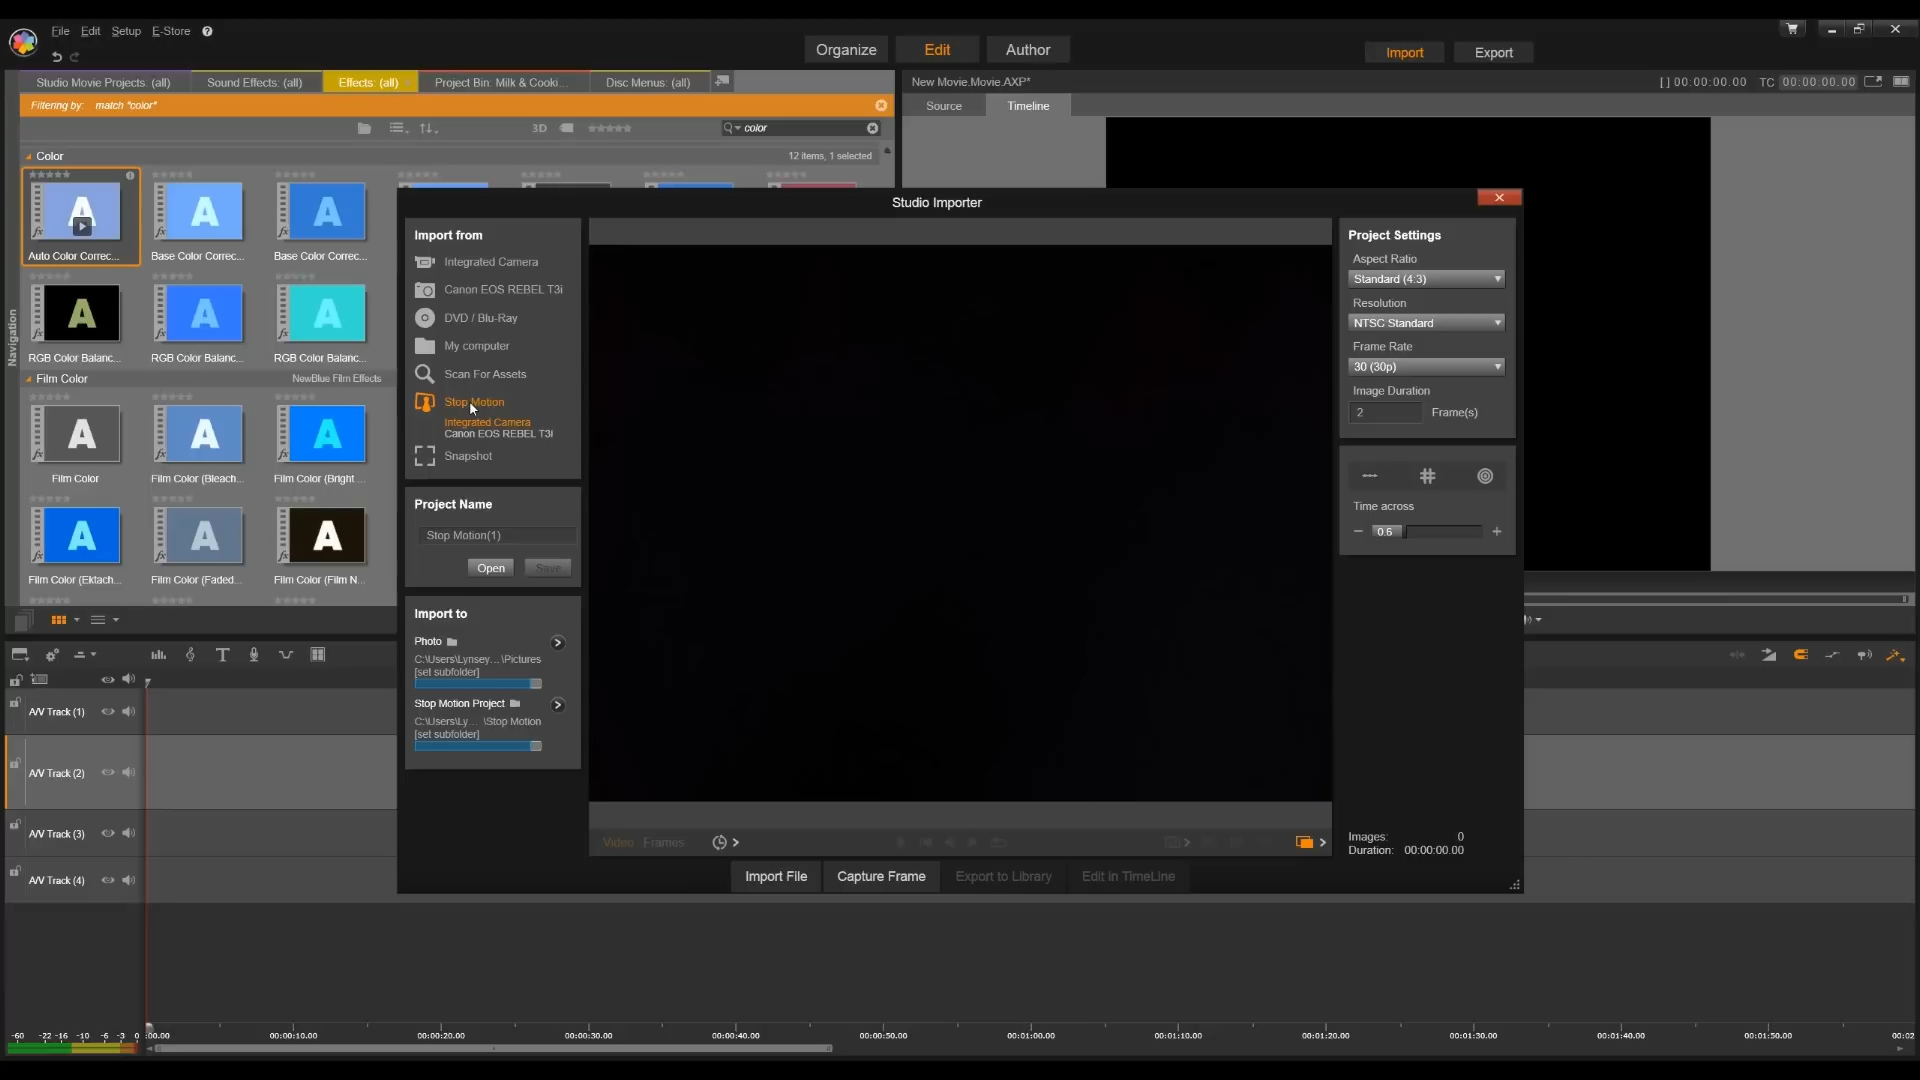 File Edit Setup E-Store ?
Organize Edit Author
Import Export
Studio Movie Projects: (all) Sound Effects: (all) Effects: (all) Project Bin: Milk & Cooki... Disc Menus: (all)
New Movie.Movie.AXP*
[ ] 00:00:00.00 TC 00:00:00.00
Filtering by: match "color"
Source Timeline
3D
color
Color
12 items, 1 selected
Auto Color Correc... Base Color Correc... Base Color Correc...
RGB Color Balanc... RGB Color Balanc... RGB Color Balanc...
Film Color
NewBlue Film Effects
Film Color Film Color (Bleach... Film Color (Bright ...
Film Color (Ektach... Film Color (Faded... Film Color (Film N...
Navigation
Studio Importer
Import from
Integrated Camera
Canon EOS REBEL T3i
DVD / Blu-Ray
My computer
Scan For Assets
Stop Motion
Integrated Camera
Canon EOS REBEL T3i
Snapshot
Project Name
Stop Motion(1)
Open Save
Import to
Photo
C:\Users\Lynsey... \Pictures
[set subfolder]
Stop Motion Project
C:\Users\Ly... \Stop Motion
[set subfolder]
Video Frames
Import File Capture Frame Export to Library Edit in TimeLine
Project Settings
Aspect Ratio
Standard (4:3)
Resolution
NTSC Standard
Frame Rate
30 (30p)
Image Duration
2 Frame(s)
Time across
0.6
Images: 0
Duration: 00:00:00.00
A/V Track (1)
A/V Track (2)
A/V Track (3)
A/V Track (4)
-60 -22 -16 -10 -6 -3 0 :00.00 00:00:10.00 00:00:20.00 00:00:30.00 00:00:40.00 00:00:50.00 00:01:00.00 00:01:10.00 00:01:20.00 00:01:30.00 00:01:40.00 00:01:50.00 00:02